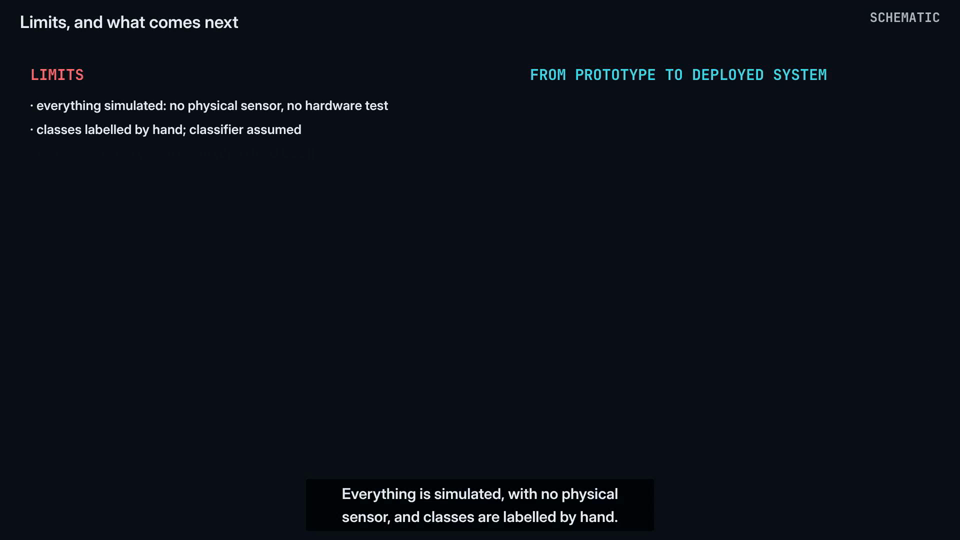 Limits, and what comes next
SCHEMATIC
LIMITS
· everything simulated: no physical sensor, no hardware test
· classes labelled by hand; classifier assumed
FROM PROTOTYPE TO DEPLOYED SYSTEM
Everything is simulated, with no physical
sensor, and classes are labelled by hand.